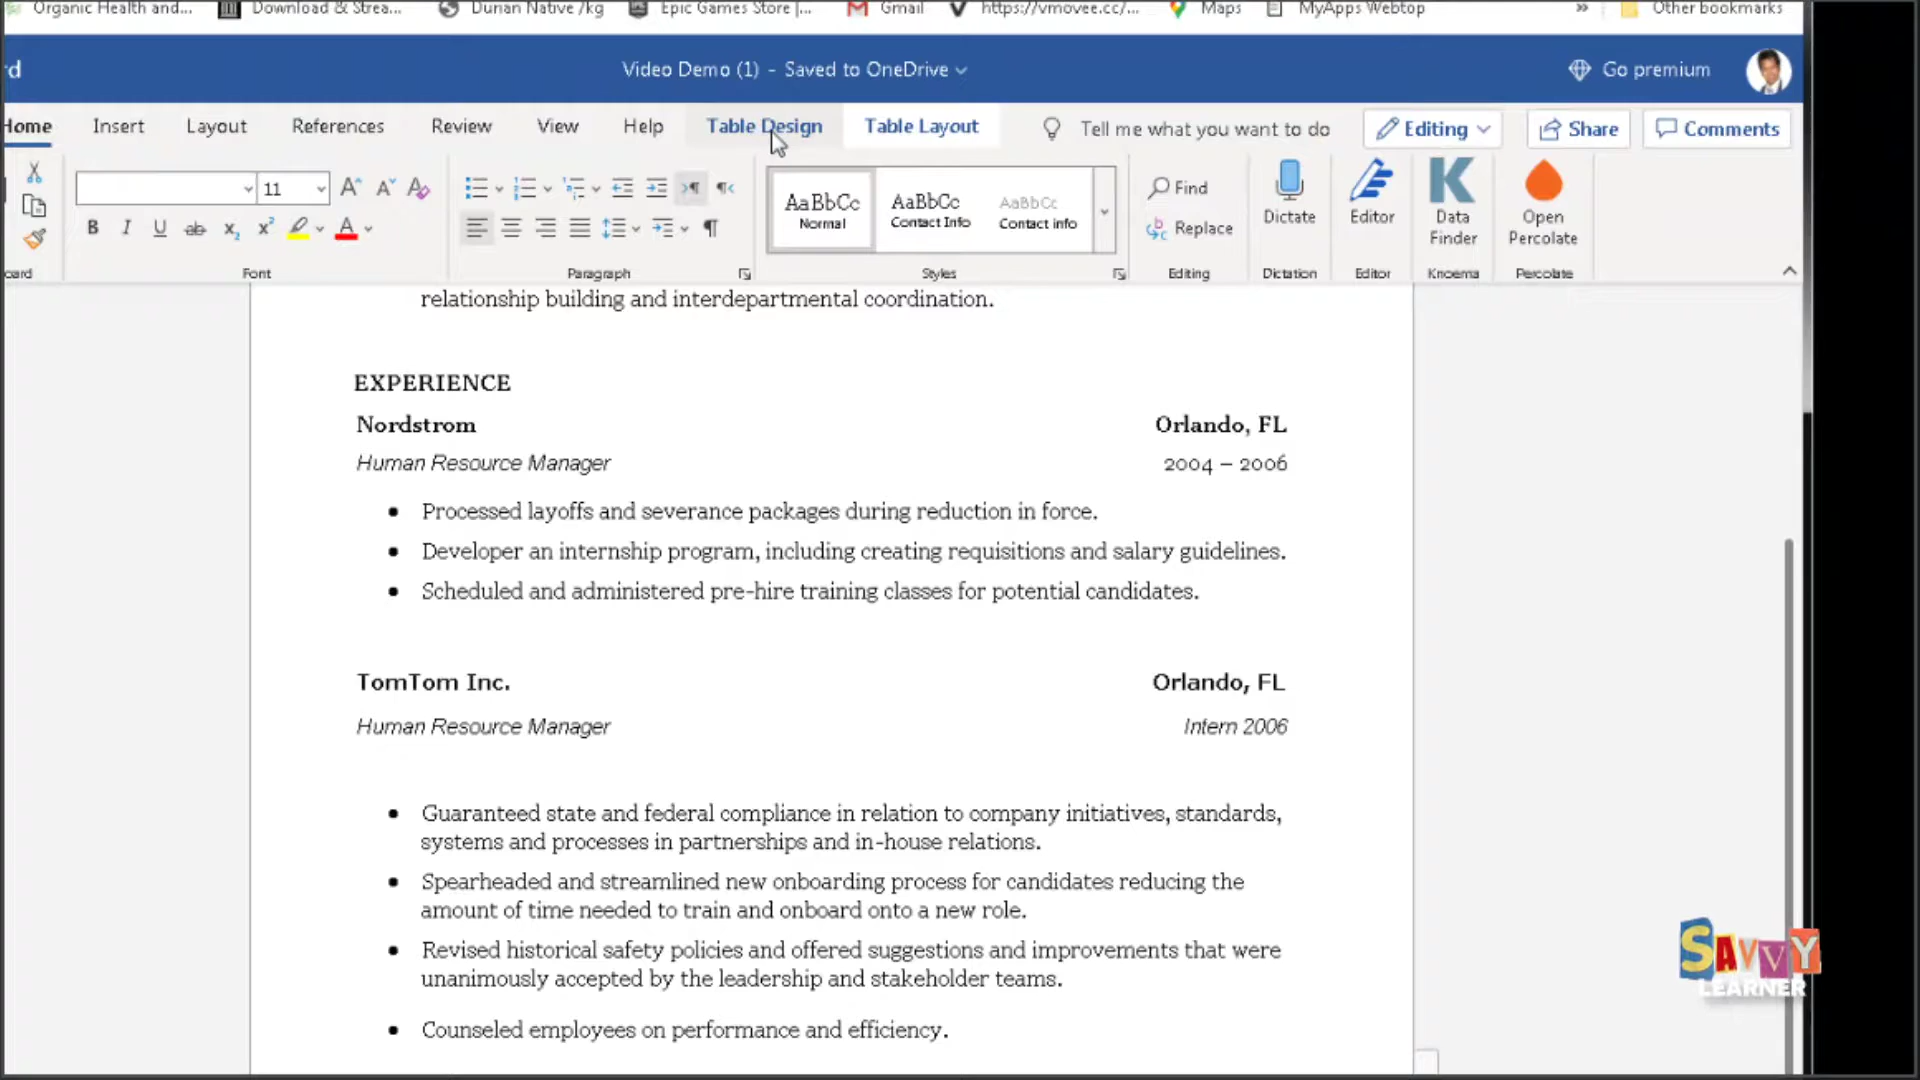 Organic Health and...
Download & Strea...
Durian Native /kg
Epic Games Store |...
Gmail
https://vmovee.cc/...
Maps
MyApps Webtop
»
Other bookmarks
rd
Video Demo (1) - Saved to OneDrive
Go premium
Home
Insert
Layout
References
Review
View
Help
Table Design
Table Layout
Tell me what you want to do
Editing
Share
Comments
11
AaBbCc
Normal
AaBbCc
Contact Info
AaBbCc
Contact info
Find
Replace
Dictate
Editor
Data
Finder
Open
Percolate
Font
Paragraph
Styles
Editing
Dictation
Editor
Knoema
Percolate
relationship building and interdepartmental coordination.
EXPERIENCE
Nordstrom
Orlando, FL
Human Resource Manager
2004 – 2006
• Processed layoffs and severance packages during reduction in force.
• Developer an internship program, including creating requisitions and salary guidelines.
• Scheduled and administered pre-hire training classes for potential candidates.
TomTom Inc.
Orlando, FL
Human Resource Manager
Intern 2006
• Guaranteed state and federal compliance in relation to company initiatives, standards,
systems and processes in partnerships and in-house relations.
• Spearheaded and streamlined new onboarding process for candidates reducing the
amount of time needed to train and onboard onto a new role.
• Revised historical safety policies and offered suggestions and improvements that were
unanimously accepted by the leadership and stakeholder teams.
• Counseled employees on performance and efficiency.
SAVVY
LEARNER